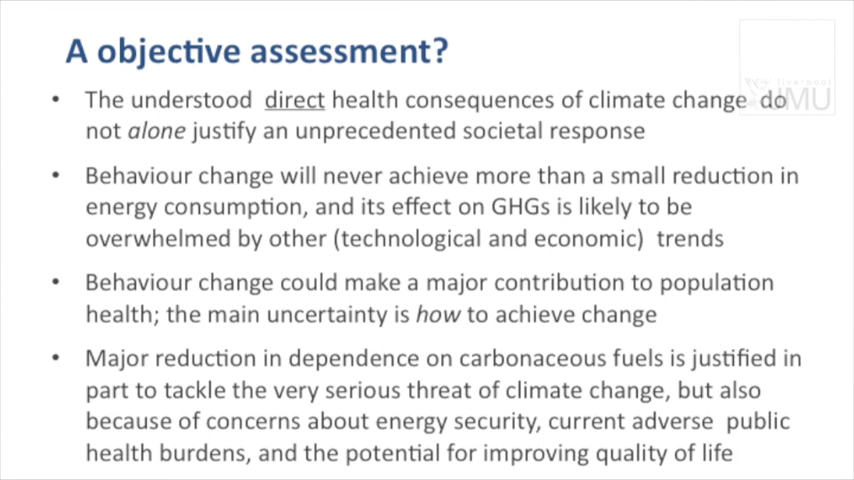 A objective assessment?
• The understood direct health consequences of climate change do
not alone justify an unprecedented societal response
• Behaviour change will never achieve more than a small reduction in
energy consumption, and its effect on GHGs is likely to be
overwhelmed by other (technological and economic) trends
• Behaviour change could make a major contribution to population
health; the main uncertainty is how to achieve change
• Major reduction in dependence on carbonaceous fuels is justified in
part to tackle the very serious threat of climate change, but also
because of concerns about energy security, current adverse public
health burdens, and the potential for improving quality of life
liverpool
JMU